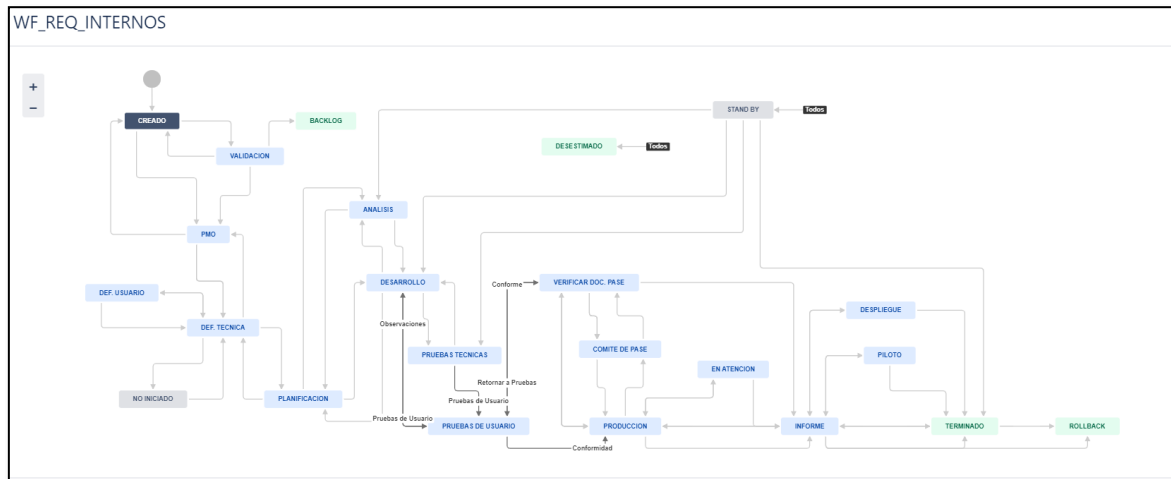 WF_REQ_INTERNOS
+
−
CREADO
BACKLOG
VALIDACION
STAND BY
Todos
DESESTIMADO
Todos
ANALISIS
PMO
DESARROLLO
Conforme
VERIFICAR DOC. PASE
DEF. USUARIO
DEF. TECNICA
Observaciones
DESPLIEGUE
PRUEBAS TECNICAS
COMITE DE PASE
PILOTO
EN ATENCION
Retornar a Pruebas
NO INICIADO
PLANIFICACION
Pruebas de Usuario
Pruebas de Usuario
PRUEBAS DE USUARIO
PRODUCCION
INFORME
TERMINADO
ROLLBACK
Conformidad